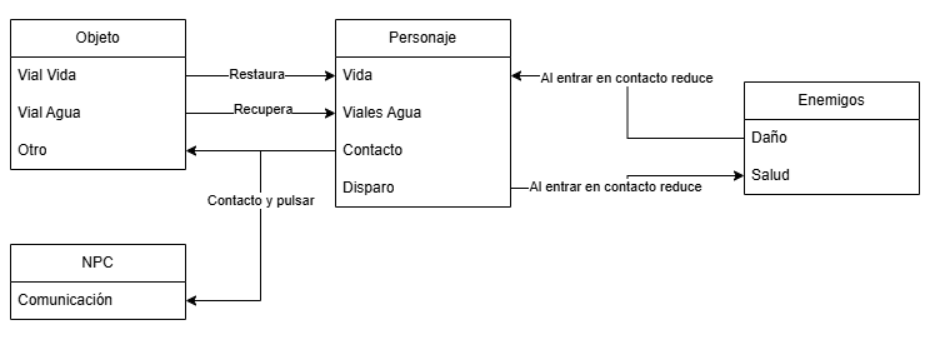 Objeto
Vial Vida
Vial Agua
Otro
Restaura
Recupera
Personaje
Vida
Viales Agua
Contacto
Disparo
Al entrar en contacto reduce
Al entrar en contacto reduce
Enemigos
Daño
Salud
Contacto y pulsar
NPC
Comunicación